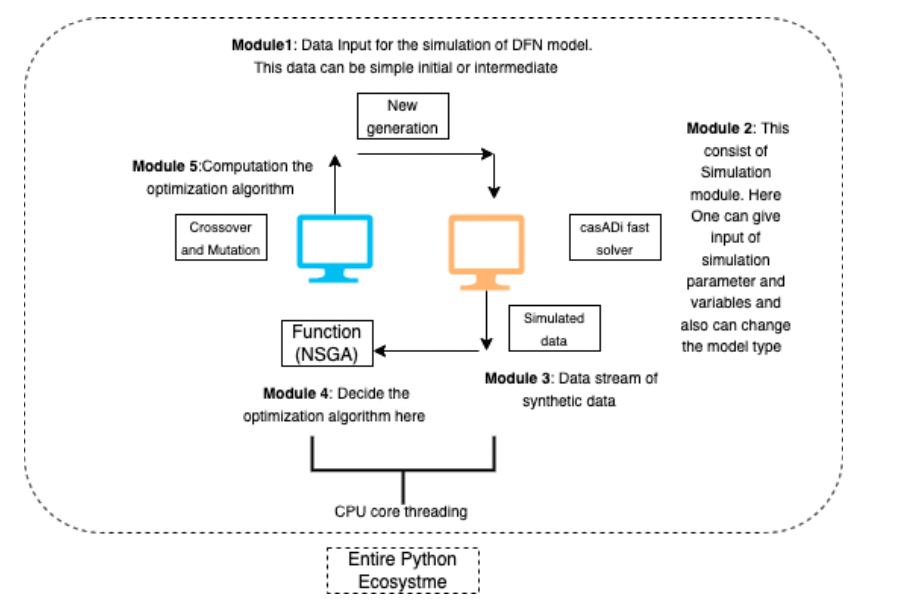 Module1: Data Input for the simulation of DFN model.
This data can be simple initial or intermediate
New
generation
Module 5:Computation the
optimization algorithm
Crossover
and Mutation
casADi fast
solver
Module 2: This
consist of
Simulation
module. Here
One can give
input of
simulation
parameter and
variables and
also can change
the model type
Simulated
data
Function
(NSGA)
Module 3: Data stream of
synthetic data
Module 4: Decide the
optimization algorithm here
CPU core threading
Entire Python
Ecosystme